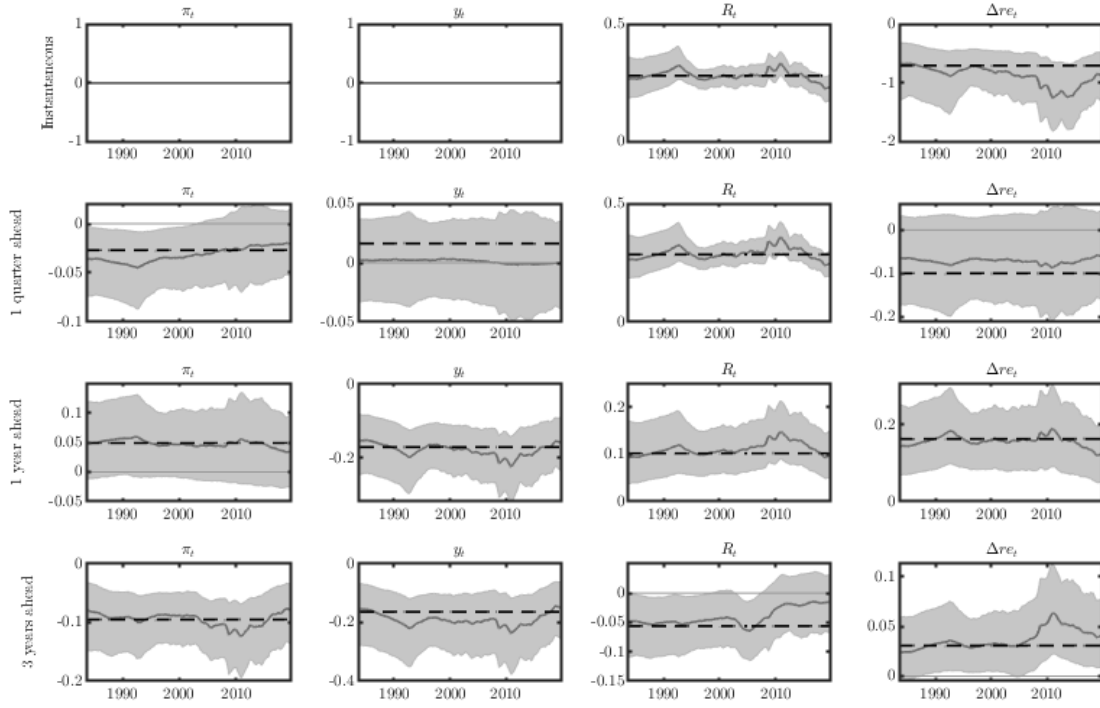 π_t y_t R_t Δre_t
Instantaneous
1 1 0.5 0
0 0 -1
-1 -1 0 -2
1990 2000 2010 1990 2000 2010 1990 2000 2010 1990 2000 2010
π_t y_t R_t Δre_t
1 quarter ahead
0 0.05 0.5 0
-0.05 0 -0.1
-0.1 -0.05 0 -0.2
1990 2000 2010 1990 2000 2010 1990 2000 2010 1990 2000 2010
π_t y_t R_t Δre_t
1 year ahead
0.1 0 0.2 0.2
0.05 -0.2 0.1
0
-0.05 0 0
1990 2000 2010 1990 2000 2010 1990 2000 2010 1990 2000 2010
π_t y_t R_t Δre_t
3 years ahead
0 0 0 0.1
-0.1 -0.2 -0.05 0.05
-0.1
-0.2 -0.4 -0.15 0
1990 2000 2010 1990 2000 2010 1990 2000 2010 1990 2000 2010